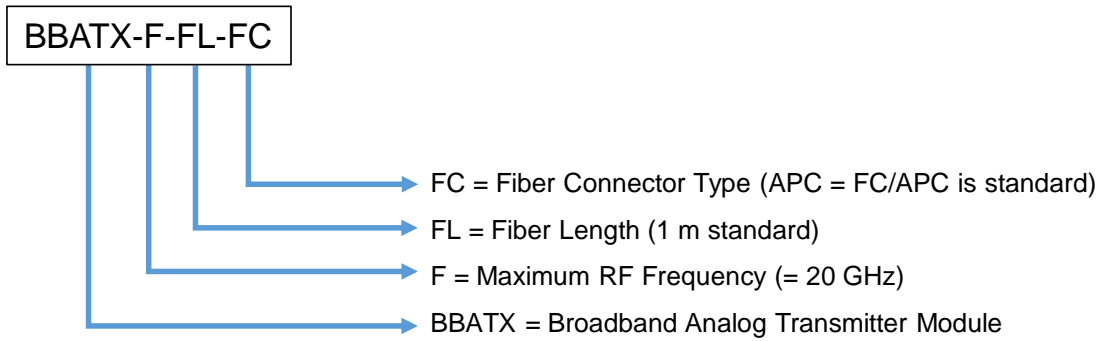 BBATX-F-FL-FC
FC = Fiber Connector Type (APC = FC/APC is standard)
FL = Fiber Length (1 m standard)
F = Maximum RF Frequency (= 20 GHz)
BBATX = Broadband Analog Transmitter Module